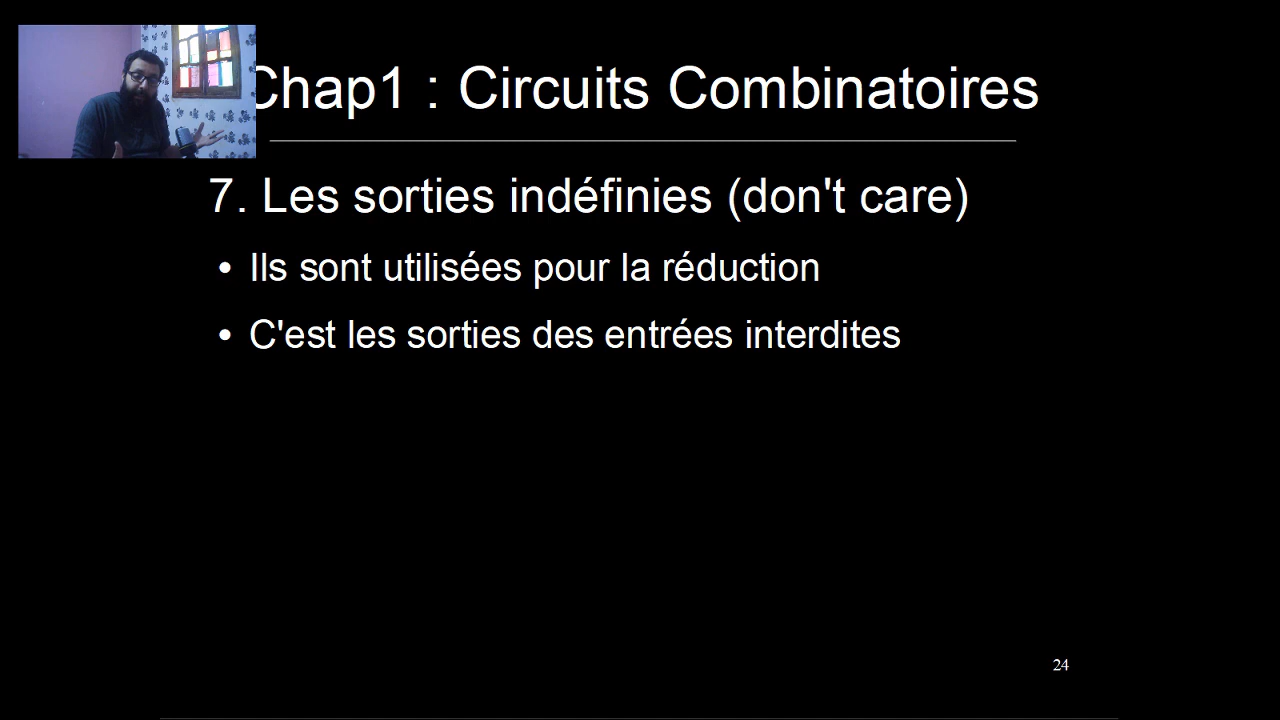 Chap1 : Circuits Combinatoires
7. Les sorties indéfinies (don't care)
• Ils sont utilisées pour la réduction
• C'est les sorties des entrées interdites
24